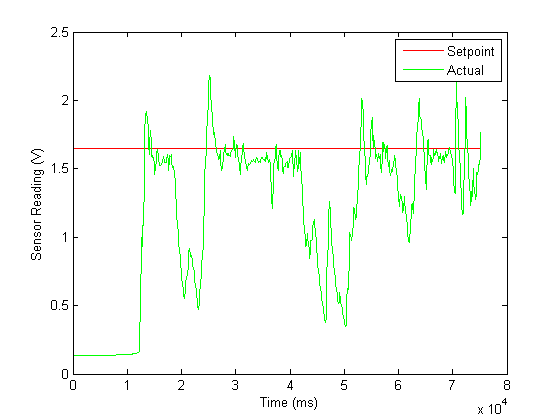 2.5
2
1.5
1
0.5
0
Sensor Reading (V)
Setpoint
Actual
0 1 2 3 4 5 6 7 8
x 10^4
Time (ms)